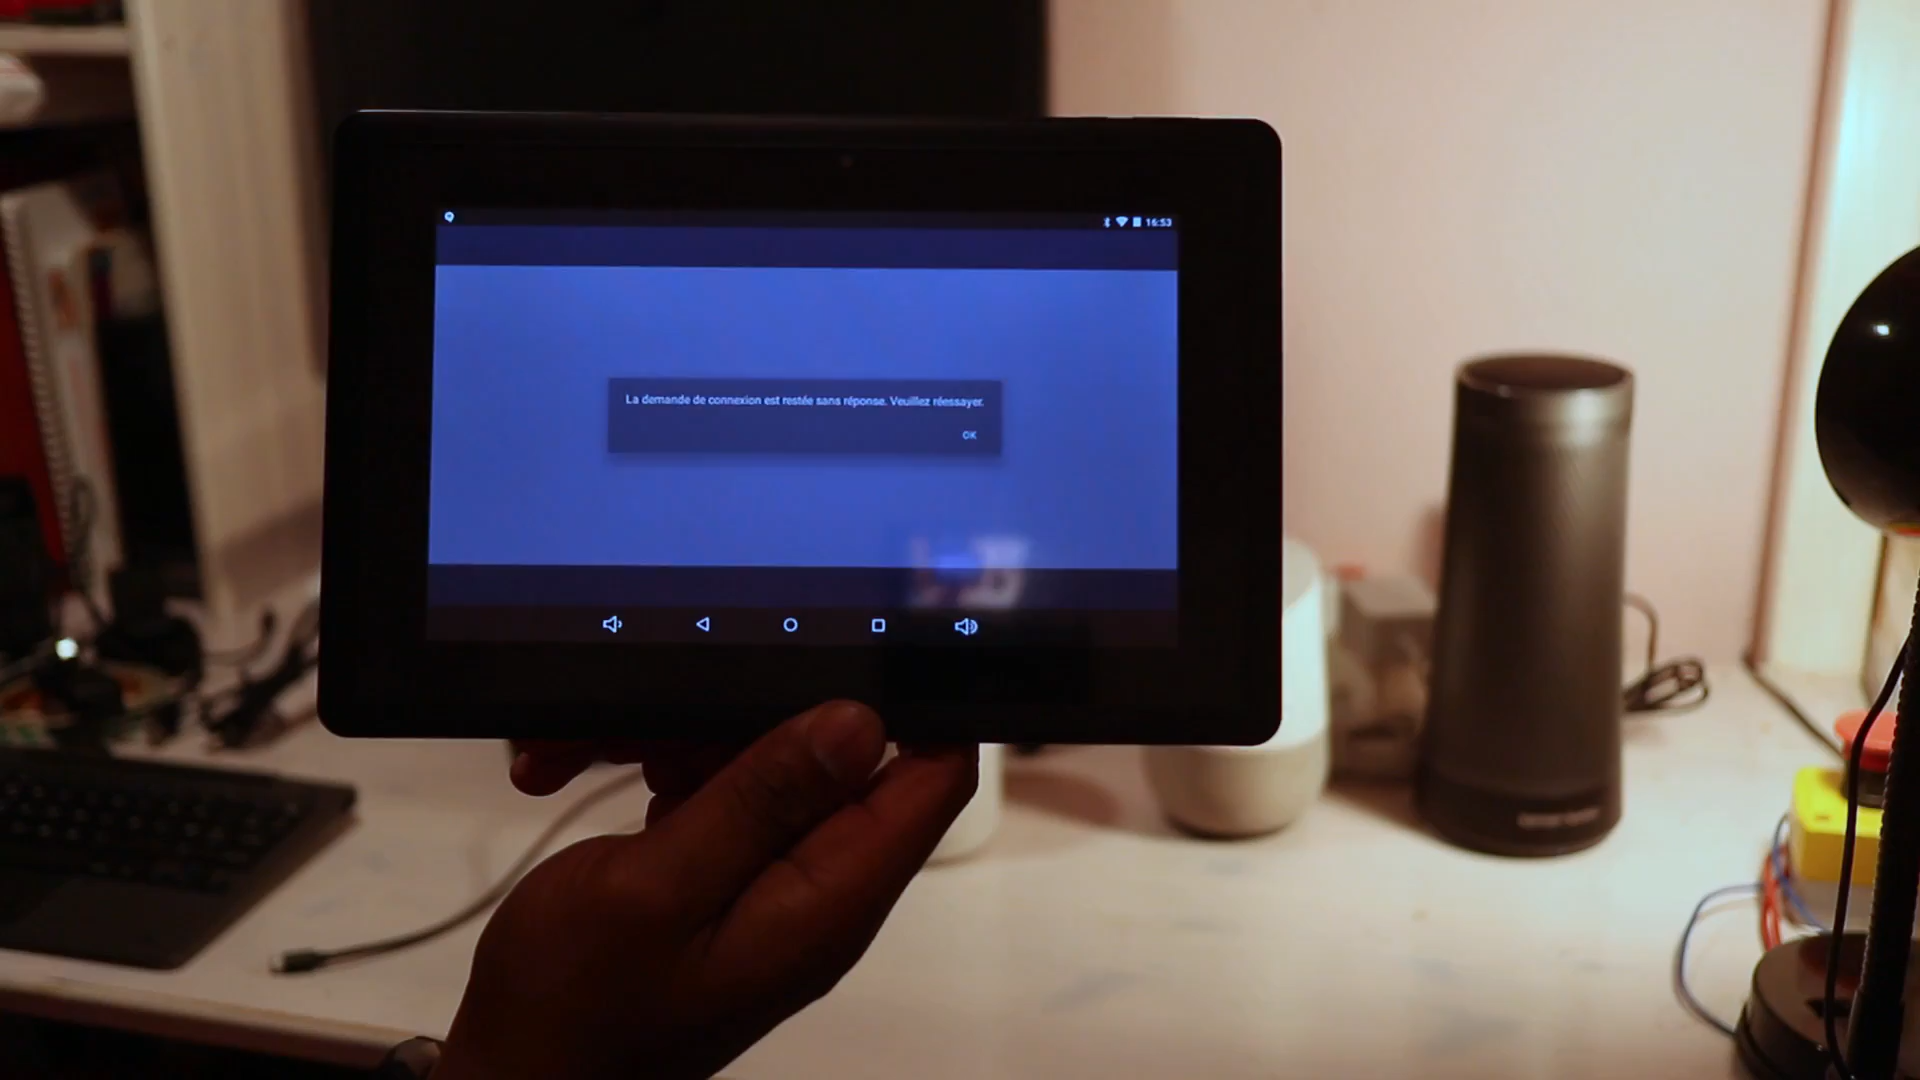 16:53
La demande de connexion est restée sans réponse. Veuillez réessayer.
OK